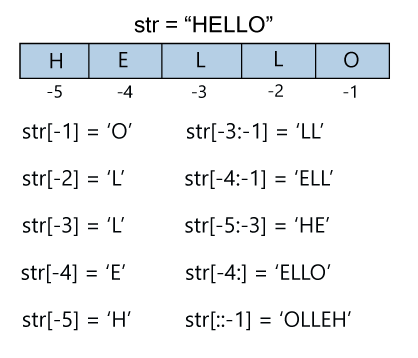 str = “HELLO”
H E L L O
-5 -4 -3 -2 -1
str[-1] = ‘O’ str[-3:-1] = ‘LL’
str[-2] = ‘L’ str[-4:-1] = ‘ELL’
str[-3] = ‘L’ str[-5:-3] = ‘HE’
str[-4] = ‘E’ str[-4:] = ‘ELLO’
str[-5] = ‘H’ str[::-1] = ‘OLLEH’